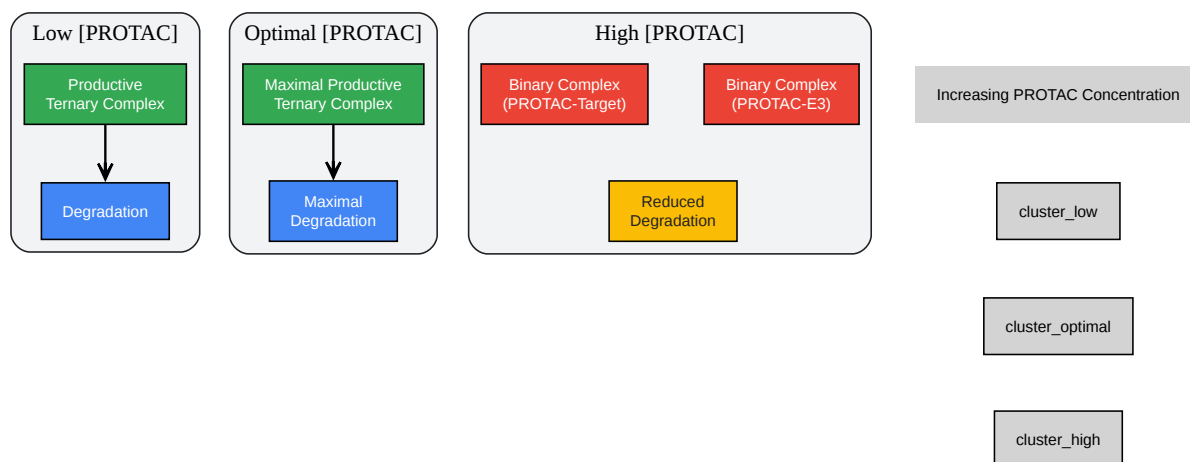 Low [PROTAC]
Productive
Ternary Complex
Degradation
Optimal [PROTAC]
Maximal Productive
Ternary Complex
Maximal
Degradation
High [PROTAC]
Binary Complex
(PROTAC-Target)
Binary Complex
(PROTAC-E3)
Reduced
Degradation
Increasing PROTAC Concentration
cluster_low
cluster_optimal
cluster_high